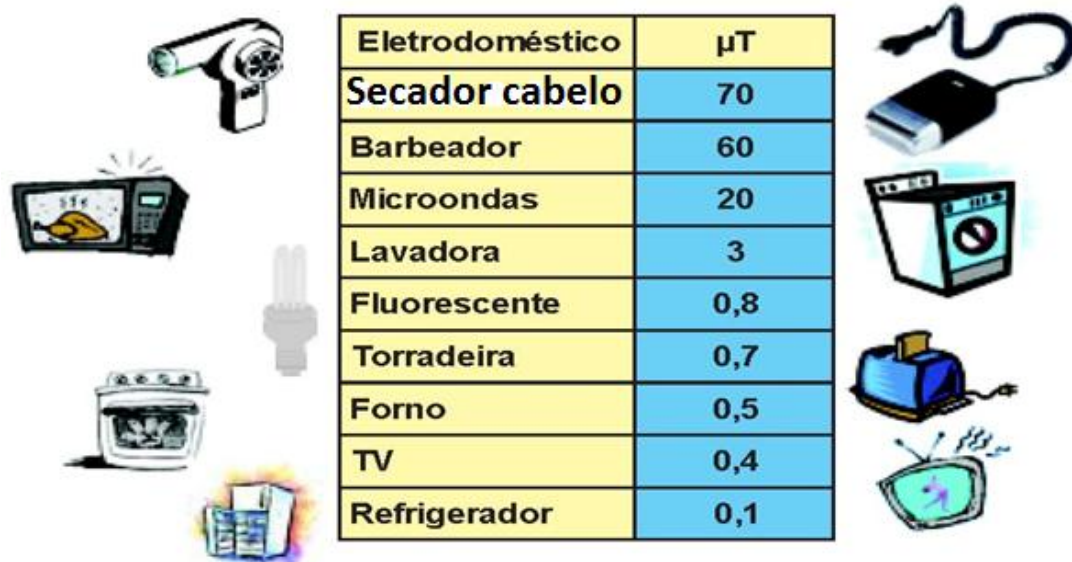 Eletrodoméstico µT
Secador cabelo 70
Barbeador 60
Microondas 20
Lavadora 3
Fluorescente 0,8
Torradeira 0,7
Forno 0,5
TV 0,4
Refrigerador 0,1